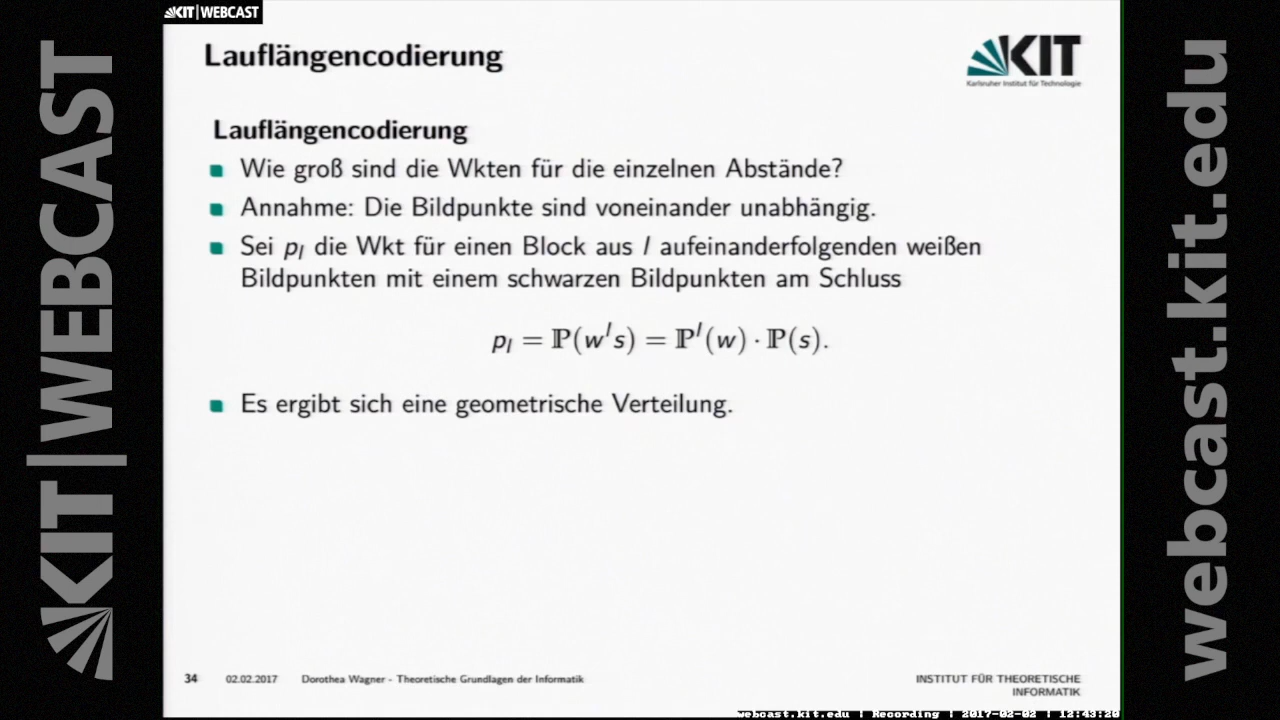 KIT|WEBCAST
Lauflängencodierung
KIT
Karlsruher Institut für Technologie
Lauflängencodierung
Wie groß sind die Wkten für die einzelnen Abstände?
Annahme: Die Bildpunkte sind voneinander unabhängig.
Sei p_l die Wkt für einen Block aus l aufeinanderfolgenden weißen
Bildpunkten mit einem schwarzen Bildpunkten am Schluss
p_l = ℙ(w^l s) = ℙ^l(w) · ℙ(s).
Es ergibt sich eine geometrische Verteilung.
34 02.02.2017 Dorothea Wagner - Theoretische Grundlagen der Informatik
INSTITUT FÜR THEORETISCHE
INFORMATIK
webcast.kit.edu | Recording | 2017-02-02 | 12:43:20
KIT|WEBCAST
webcast.kit.edu